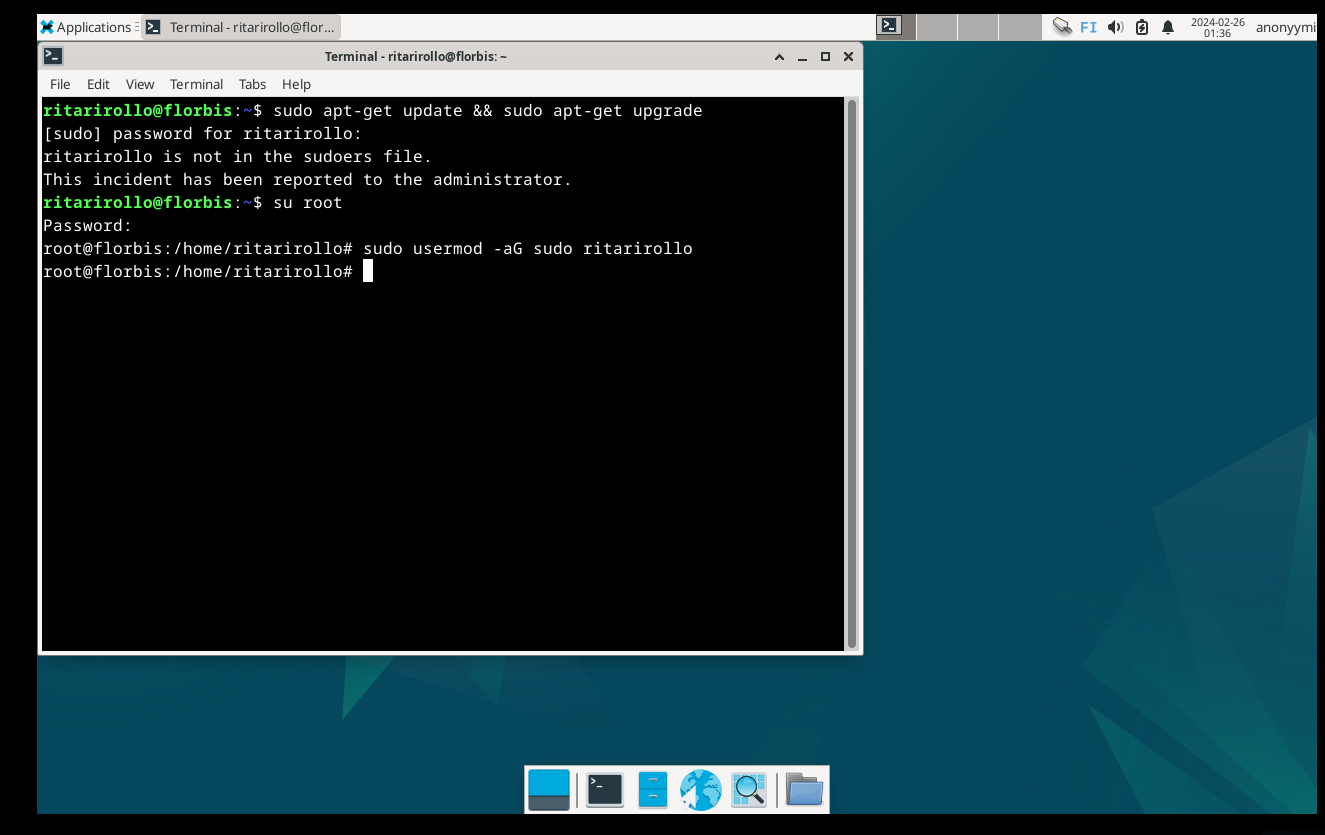 Applications
Terminal - ritarirollo@flor...
FI
2024-02-26
01:36
anonyymi
Terminal - ritarirollo@florbis: ~
File Edit View Terminal Tabs Help
ritarirollo@florbis:~$ sudo apt-get update && sudo apt-get upgrade
[sudo] password for ritarirollo:
ritarirollo is not in the sudoers file.
This incident has been reported to the administrator.
ritarirollo@florbis:~$ su root
Password:
root@florbis:/home/ritarirollo# sudo usermod -aG sudo ritarirollo
root@florbis:/home/ritarirollo#